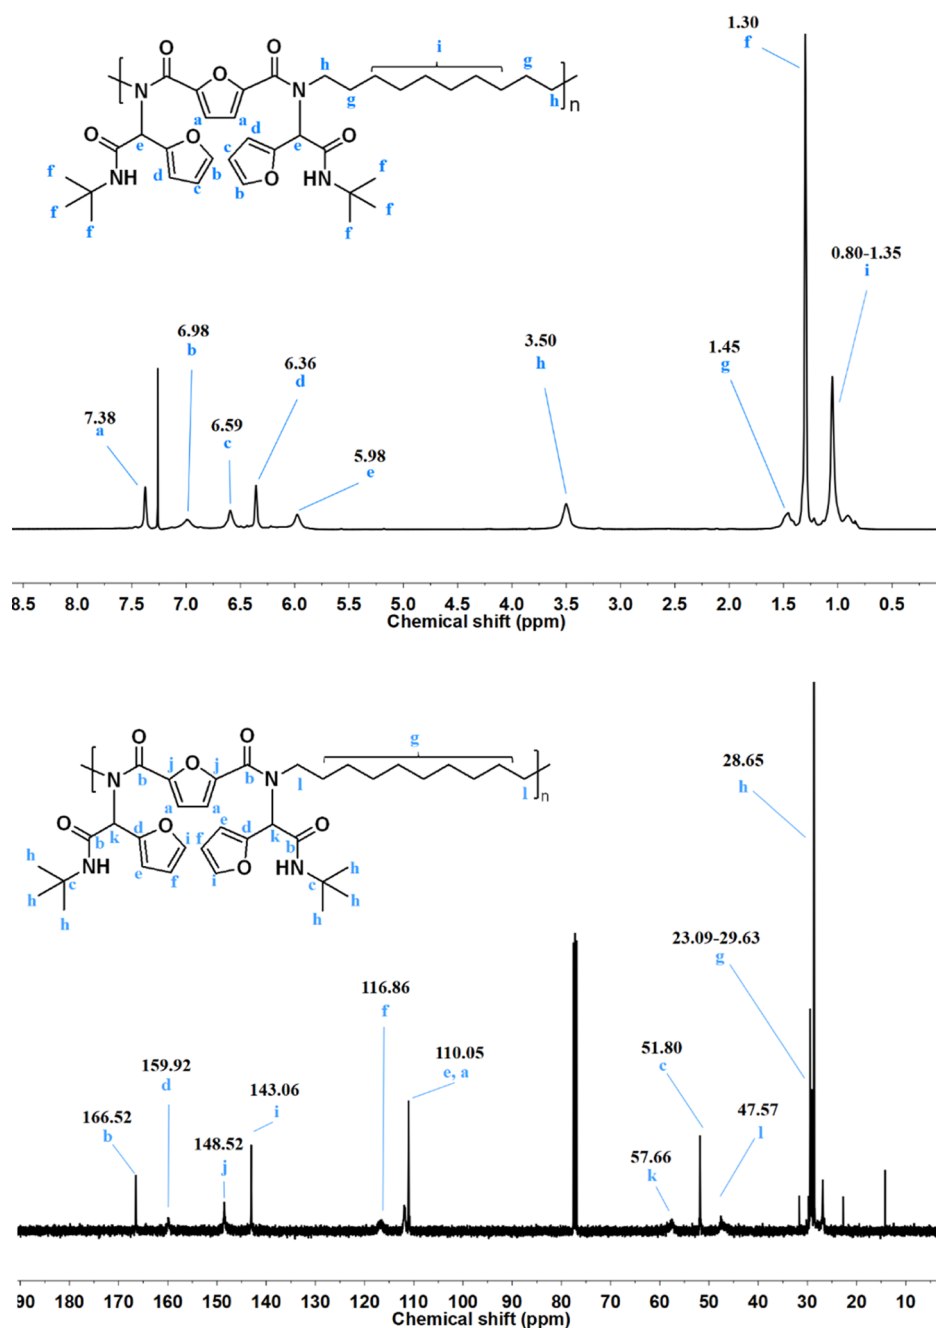 1.30
f
O
O
i
N
O
N
h
g
g
h
n
a
a
O
e
O
d
e
O
f
NH
d
c
b
c
O
b
HN
f
f
f
f
f
0.80-1.35
i
6.98
b
3.50
h
1.45
g
6.36
d
7.38
a
6.59
c
5.98
e
8.5 8.0 7.5 7.0 6.5 6.0 5.5 5.0 4.5 4.0 3.5 3.0 2.5 2.0 1.5 1.0 0.5
Chemical shift (ppm)
O
O
g
N
b
j
O
j
b
N
l
l
n
a
a
O
b
k
d
O
i
e
f
d
k
b
O
h
NH
c
e
f
i
O
HN
c
h
h
h
h
h
28.65
h
23.09-29.63
g
116.86
f
159.92
d
110.05
e, a
51.80
c
143.06
i
47.57
l
166.52
b
148.52
j
57.66
k
190 180 170 160 150 140 130 120 110 100 90 80 70 60 50 40 30 20 10
Chemical shift (ppm)